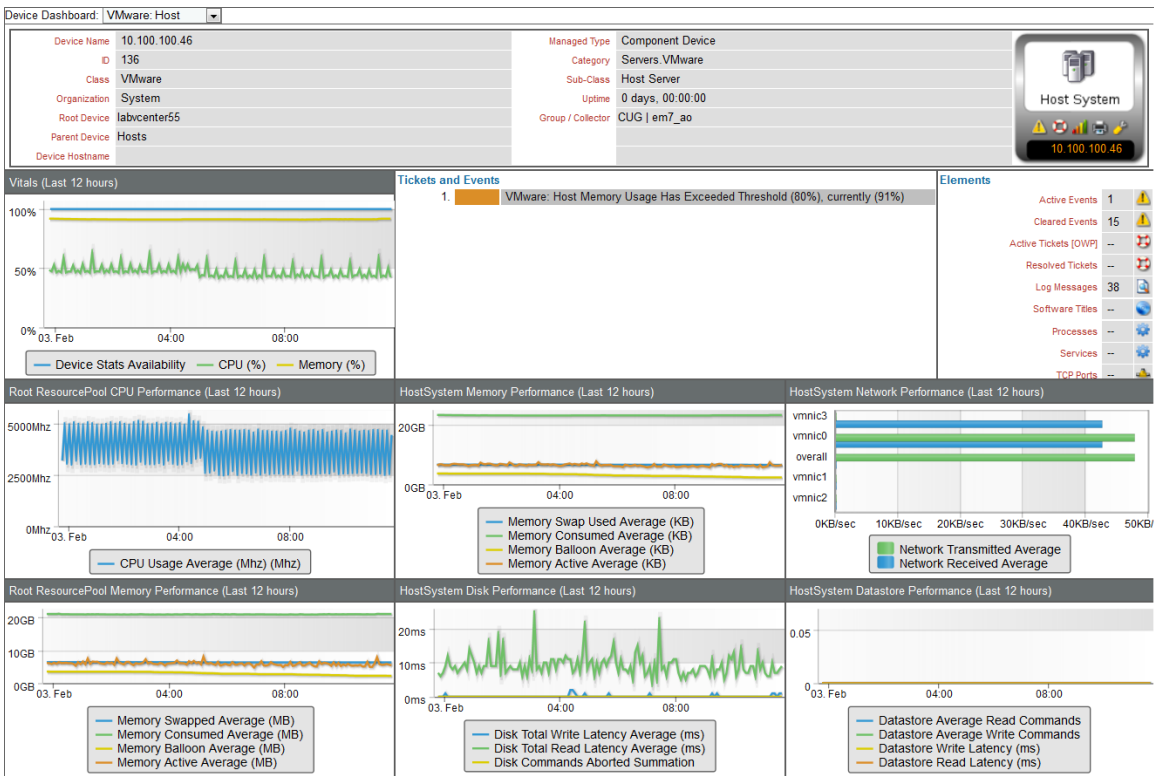 Device Dashboard: VMware: Host
Device Name 10.100.100.46 Managed Type Component Device
ID 136 Category Servers.VMware
Class VMware Sub-Class Host Server
Organization System Uptime 0 days, 00:00:00
Root Device labvcenter55 Group / Collector CUG | em7_ao
Parent Device Hosts
Device Hostname
Host System
10.100.100.46
Vitals (Last 12 hours)
100%
50%
0%
03. Feb 04:00 08:00
Device Stats Availability CPU (%) Memory (%)
Tickets and Events
1. VMware: Host Memory Usage Has Exceeded Threshold (80%), currently (91%)
Elements
Active Events 1
Cleared Events 15
Active Tickets [OWP] --
Resolved Tickets --
Log Messages 38
Software Titles --
Processes --
Services --
TCP Ports --
Root ResourcePool CPU Performance (Last 12 hours)
5000Mhz
2500Mhz
0Mhz
03. Feb 04:00 08:00
CPU Usage Average (Mhz) (Mhz)
HostSystem Memory Performance (Last 12 hours)
20GB
0GB
03. Feb 04:00 08:00
Memory Swap Used Average (KB)
Memory Consumed Average (KB)
Memory Balloon Average (KB)
Memory Active Average (KB)
HostSystem Network Performance (Last 12 hours)
vmnic3
vmnic0
overall
vmnic1
vmnic2
0KB/sec 10KB/sec 20KB/sec 30KB/sec 40KB/sec 50KB/
Network Transmitted Average
Network Received Average
Root ResourcePool Memory Performance (Last 12 hours)
20GB
10GB
0GB
03. Feb 04:00 08:00
Memory Swapped Average (MB)
Memory Consumed Average (MB)
Memory Balloon Average (MB)
Memory Active Average (MB)
HostSystem Disk Performance (Last 12 hours)
20ms
10ms
0ms
03. Feb 04:00 08:00
Disk Total Write Latency Average (ms)
Disk Total Read Latency Average (ms)
Disk Commands Aborted Summation
HostSystem Datastore Performance (Last 12 hours)
0.05
0
03. Feb 04:00 08:00
Datastore Average Read Commands
Datastore Average Write Commands
Datastore Write Latency (ms)
Datastore Read Latency (ms)